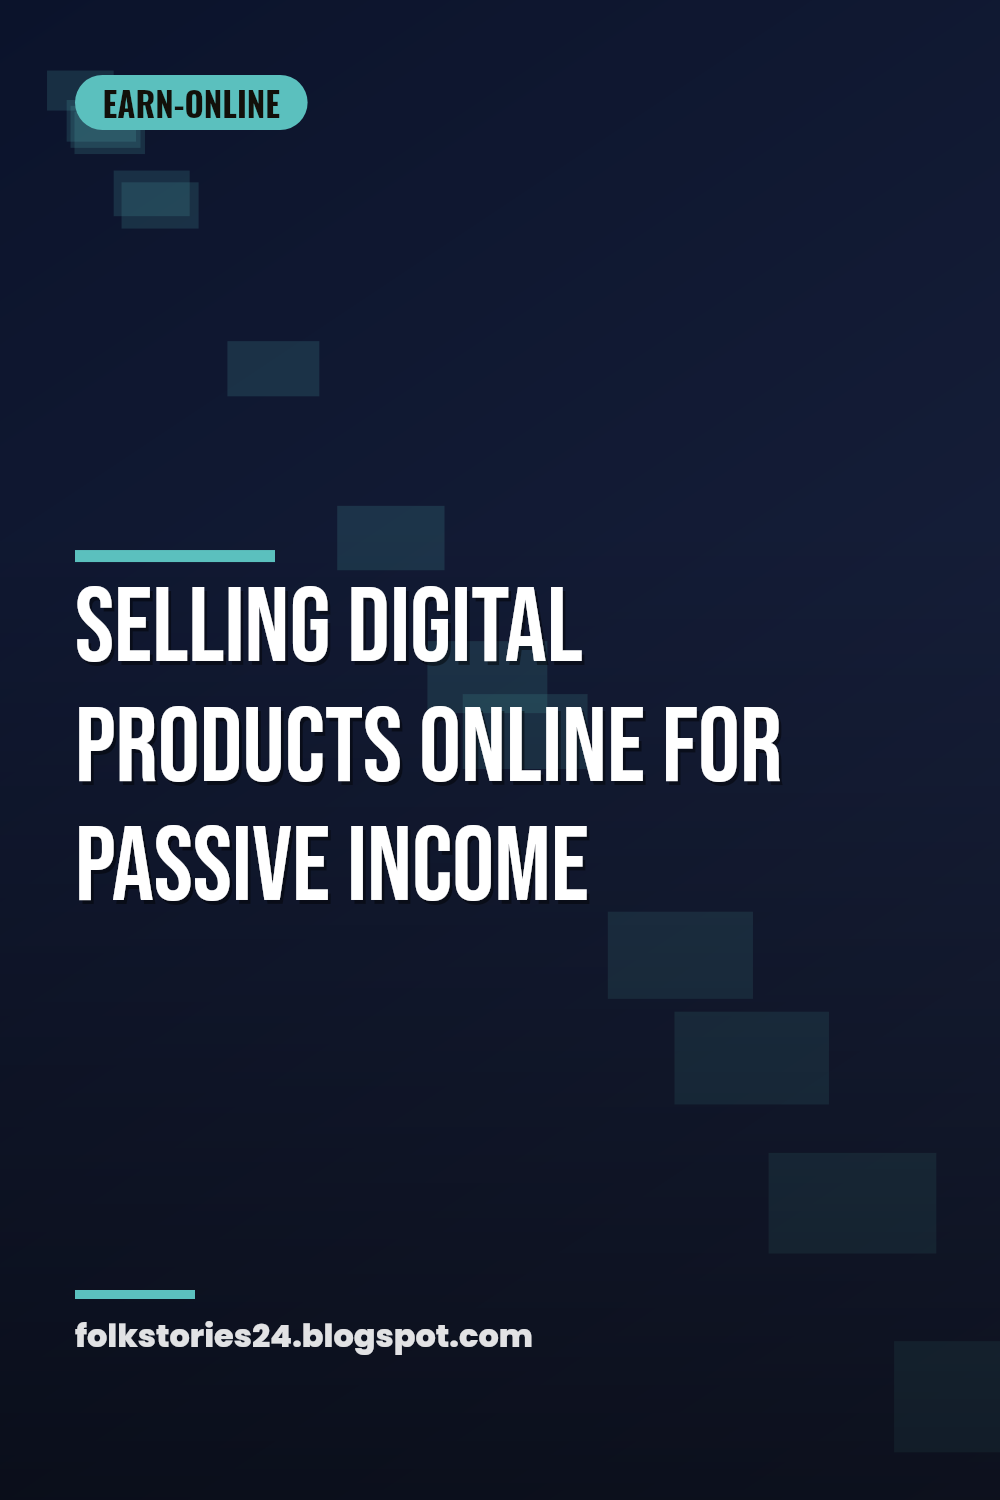 EARN-ONLINE
SELLING DIGITAL
PRODUCTS ONLINE FOR
PASSIVE INCOME
folkstories24.blogspot.com